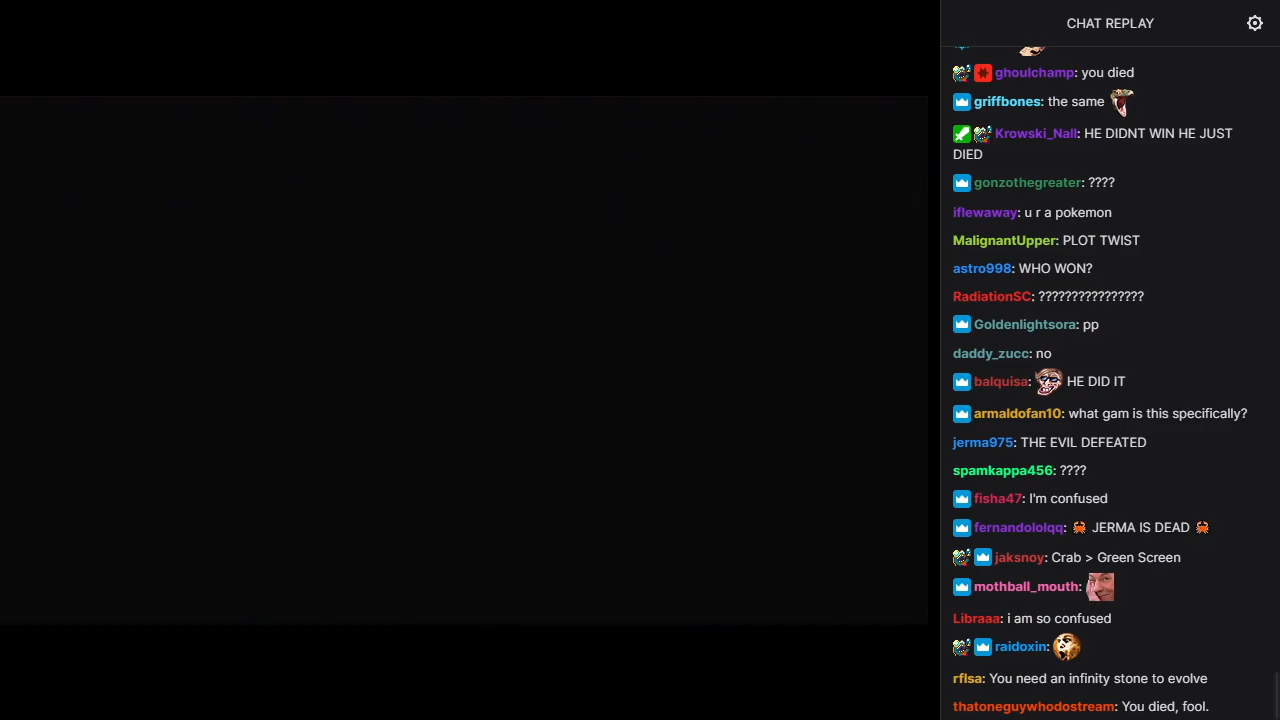 CHAT REPLAY
ghoulchamp: you died
griffbones: the same
Krowski_Nall: HE DIDNT WIN HE JUST
DIED
gonzothegreater: ????
iflewaway: u r a pokemon
MalignantUpper: PLOT TWIST
astro998: WHO WON?
RadiationSC: ????????????????
Goldenlightsora: pp
daddy_zucc: no
balquisa: HE DID IT
armaldofan10: what gam is this specifically?
jerma975: THE EVIL DEFEATED
spamkappa456: ????
fisha47: I'm confused
fernandololqq: 🦀 JERMA IS DEAD 🦀
jaksnoy: Crab > Green Screen
mothball_mouth:
Libraaa: i am so confused
raidoxin:
rflsa: You need an infinity stone to evolve
thatoneguywhodostream: You died, fool.